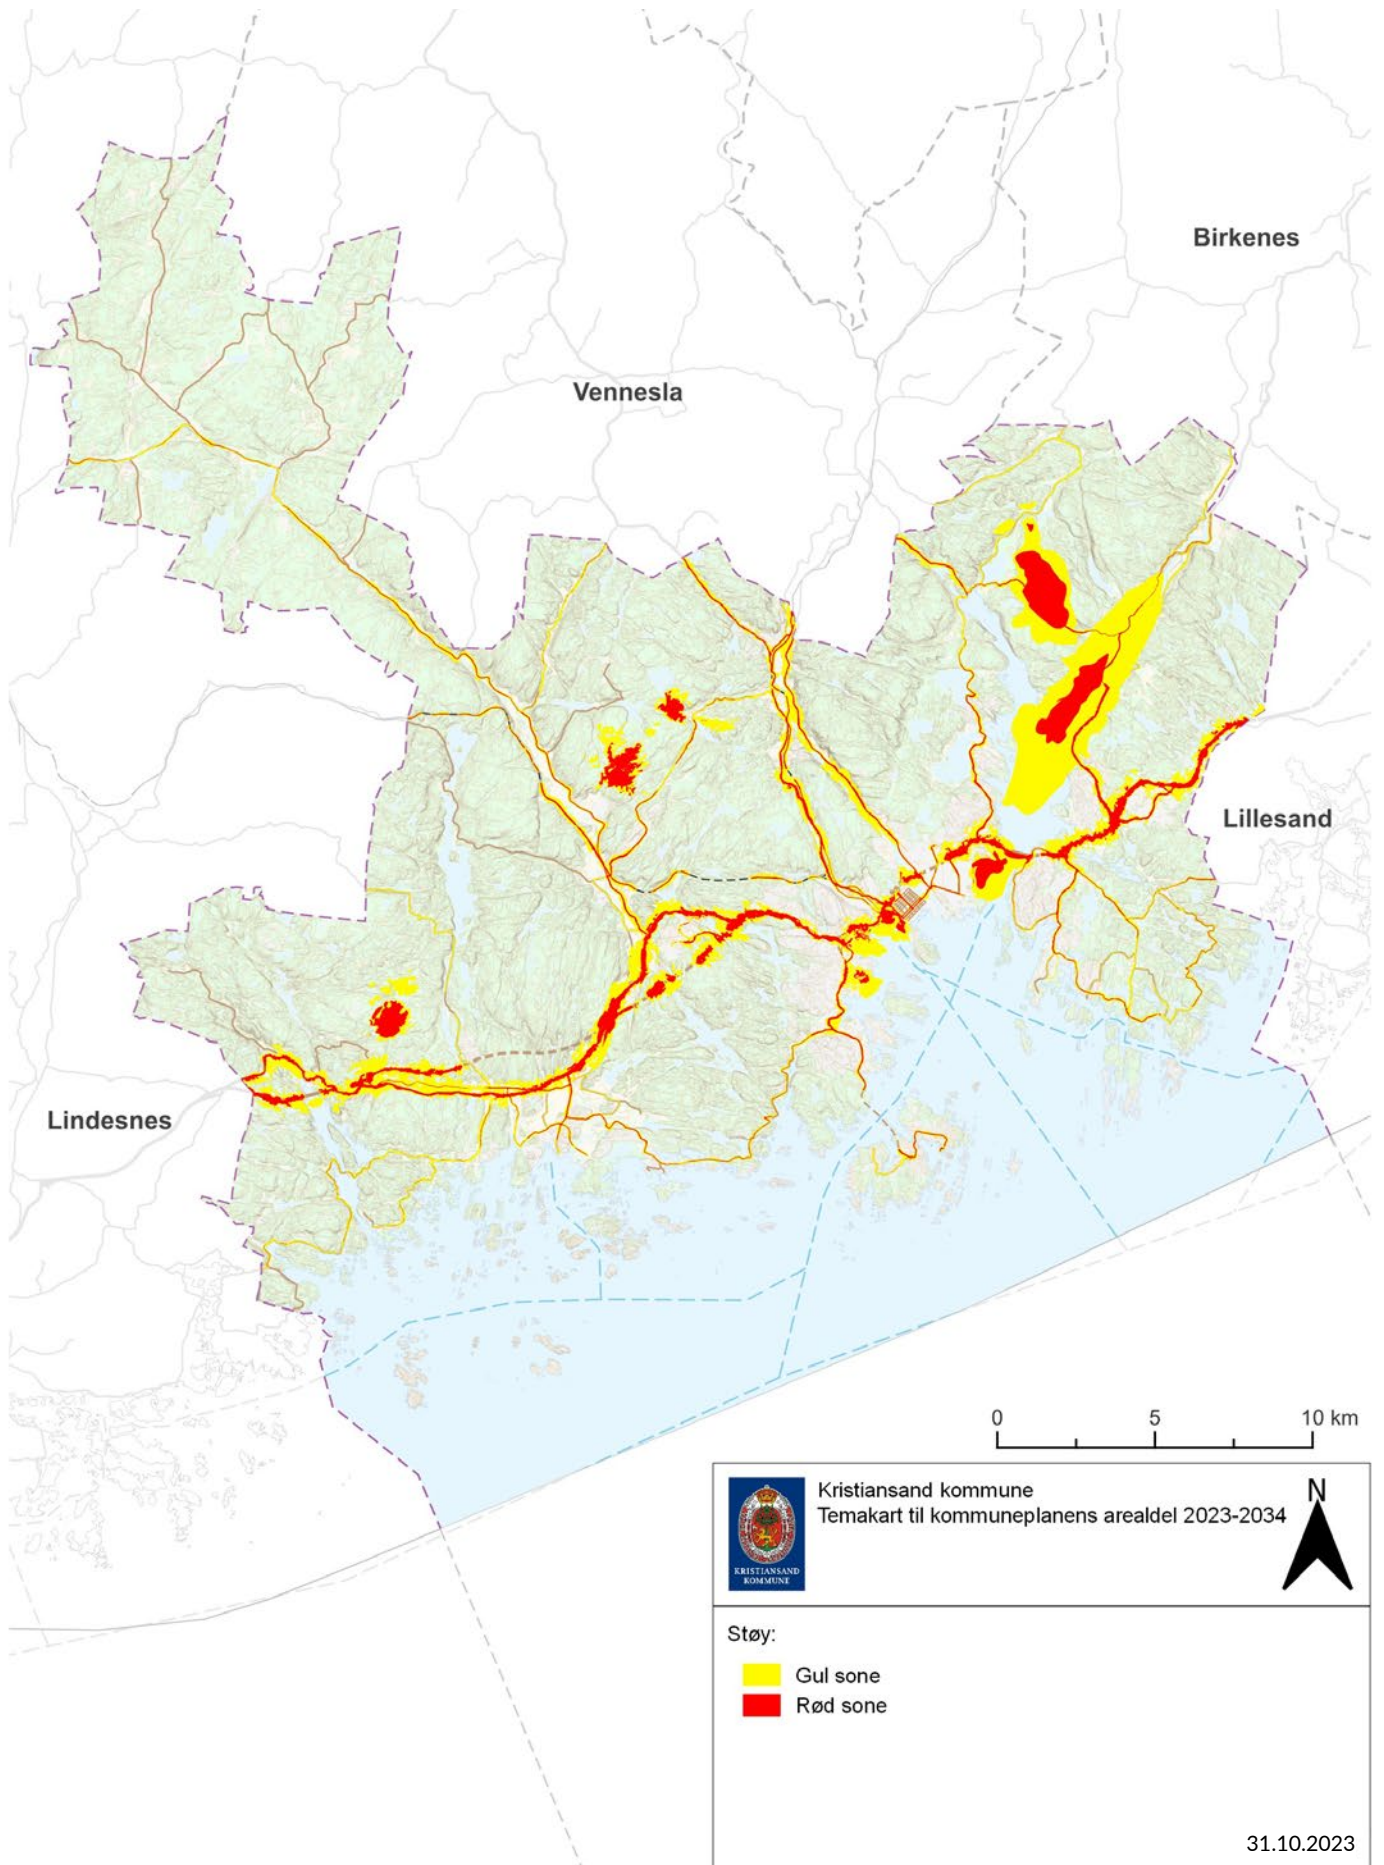 Birkenes
Vennesla
Lillesand
Lindesnes
0 5 10 km
Kristiansand kommune
Temakart til kommuneplanens arealdel 2023-2034
N
KRISTIANSAND
KOMMUNE
Støy:
Gul sone
Rød sone
31.10.2023